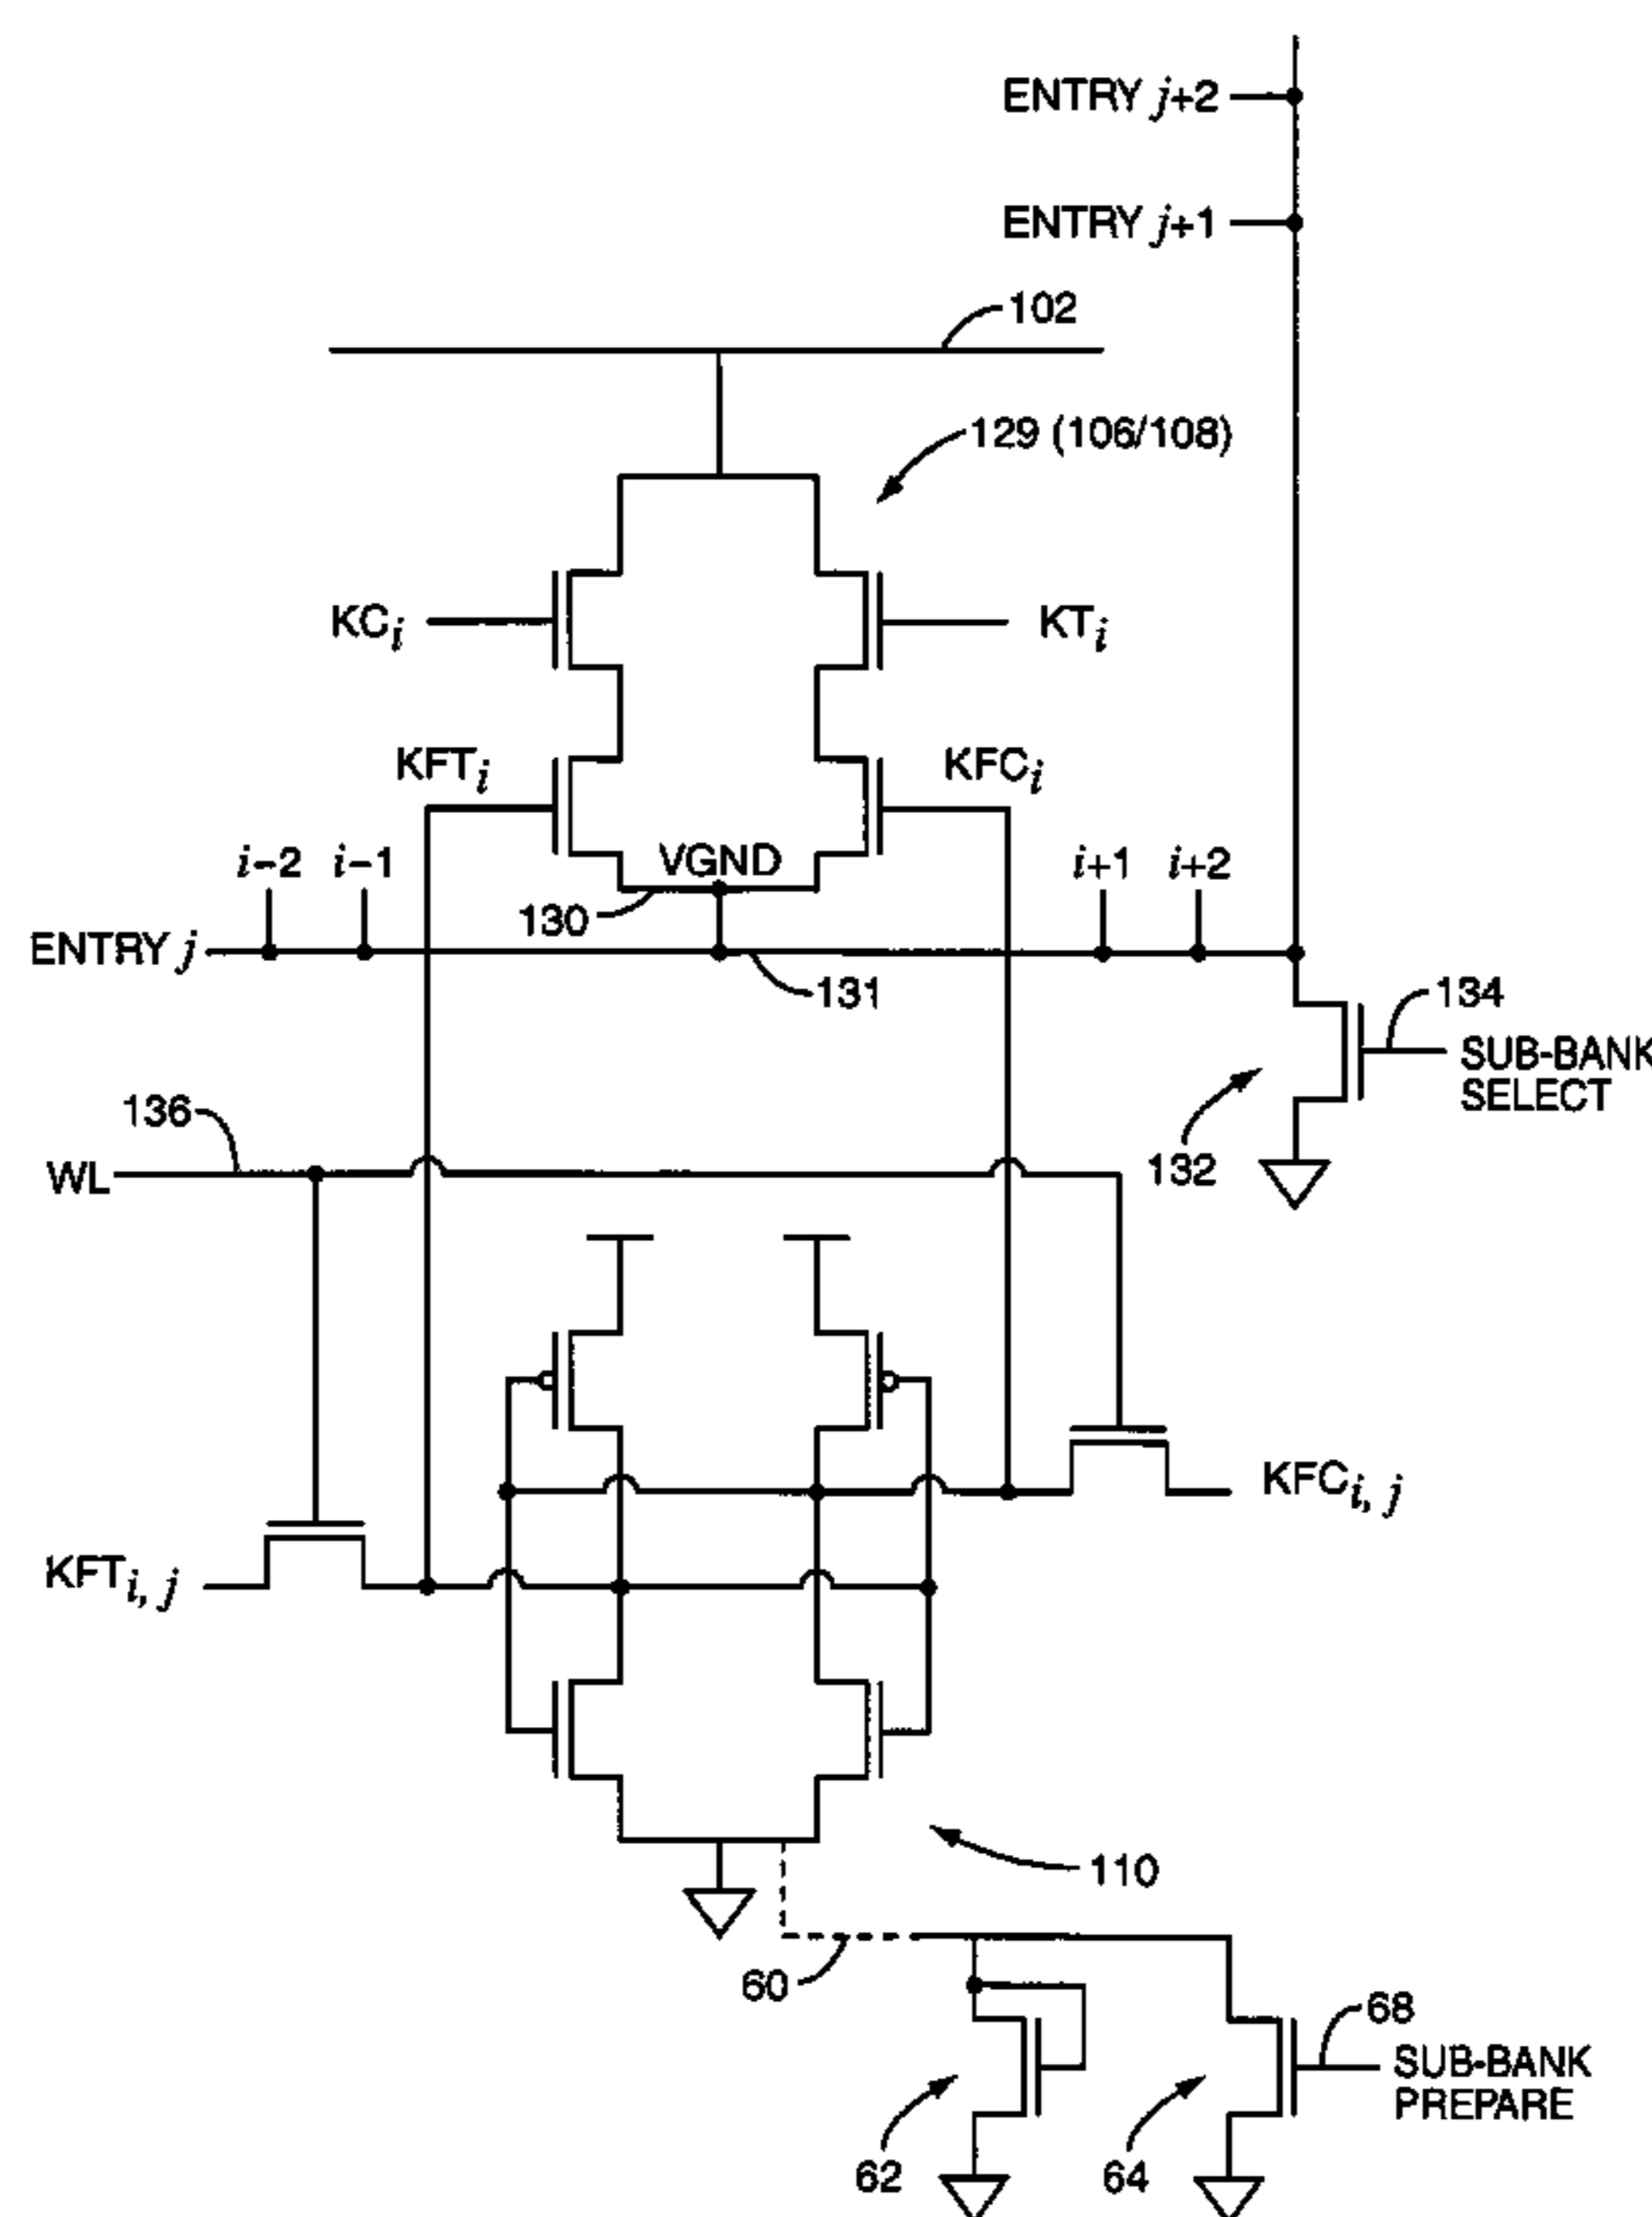 ENTRY j+2
ENTRY j+1
102
129 (106/108)
KCi
KTi
KFTi
KFCi
i−2
i−1
VGND
i+1
i+2
130
ENTRY j
131
134
SUB-BANK
SELECT
136
132
WL
KFCi, j
KFTi, j
110
60
68
SUB-BANK
PREPARE
62
64